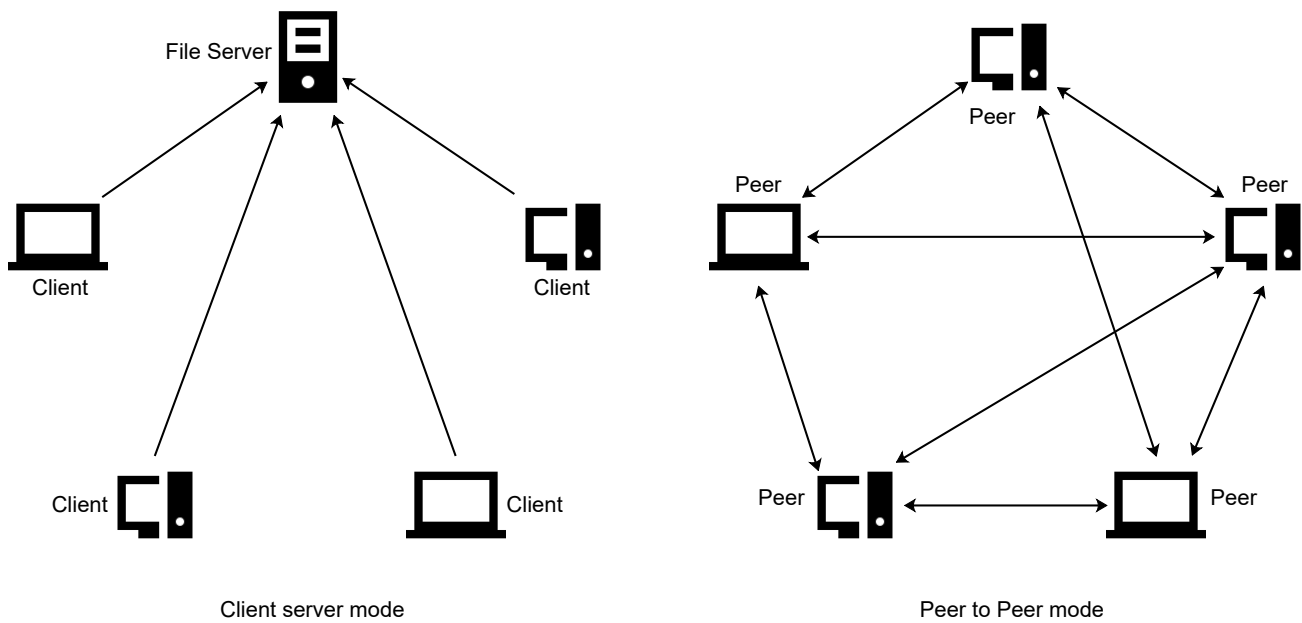 File Server
Client
Client
Client
Client
Client server mode
Peer
Peer
Peer
Peer
Peer
Peer to Peer mode